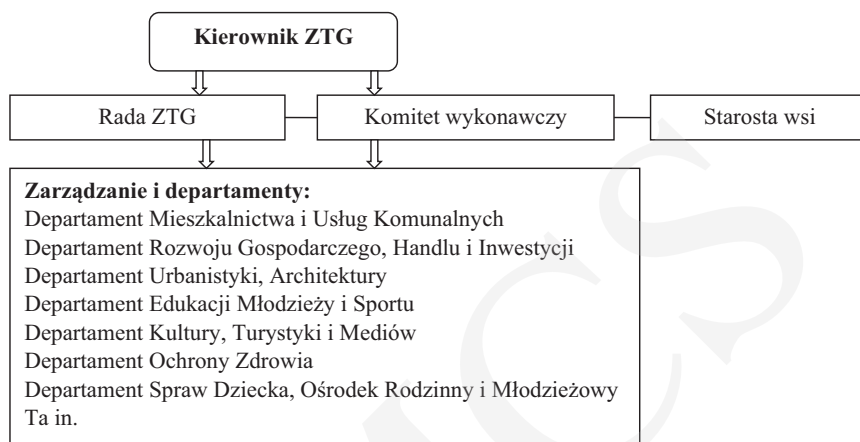 Kierownik ZTG
Rada ZTG
Komitet wykonawczy
Starosta wsi
Zarządzanie i departamenty:
Departament Mieszkalnictwa i Usług Komunalnych
Departament Rozwoju Gospodarczego, Handlu i Inwestycji
Departament Urbanistyki, Architektury
Departament Edukacji Młodzieży i Sportu
Departament Kultury, Turystyki i Mediów
Departament Ochrony Zdrowia
Departament Spraw Dziecka, Ośrodek Rodzinny i Młodzieżowy
Ta in.